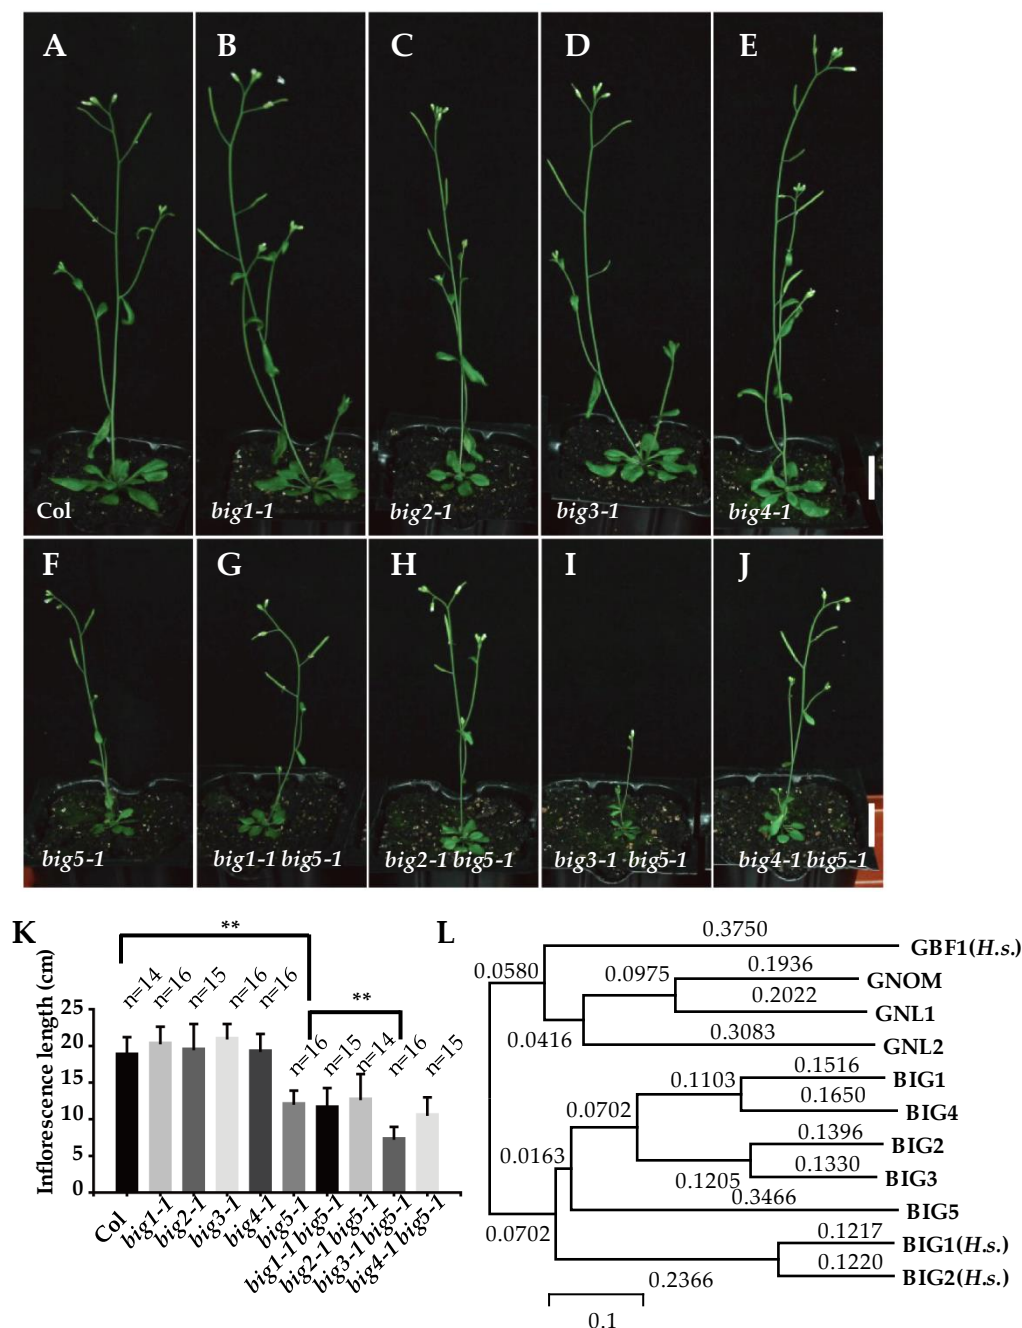 A B C D E
Col big1-1 big2-1 big3-1 big4-1
F G H I J
big5-1 big1-1 big5-1 big2-1 big5-1 big3-1 big5-1 big4-1 big5-1
K
**
**
n=14 n=16 n=15 n=16 n=16
n=16 n=15 n=14 n=16 n=15
Inflorescence length (cm)
25
20
15
10
5
0
Col
big1-1
big2-1
big3-1
big4-1
big5-1
big1-1 big5-1
big2-1 big5-1
big3-1 big5-1
big4-1 big5-1
L
0.3750
GBF1(H.s.)
0.0580
0.0975
0.1936
GNOM
0.2022
GNL1
0.0416
0.3083
GNL2
0.1516
BIG1
0.1103
0.1650
BIG4
0.0702
0.1396
BIG2
0.0163
0.1330
BIG3
0.1205
0.3466
BIG5
0.0702
0.1217
BIG1(H.s.)
0.1220
BIG2(H.s.)
0.2366
0.1